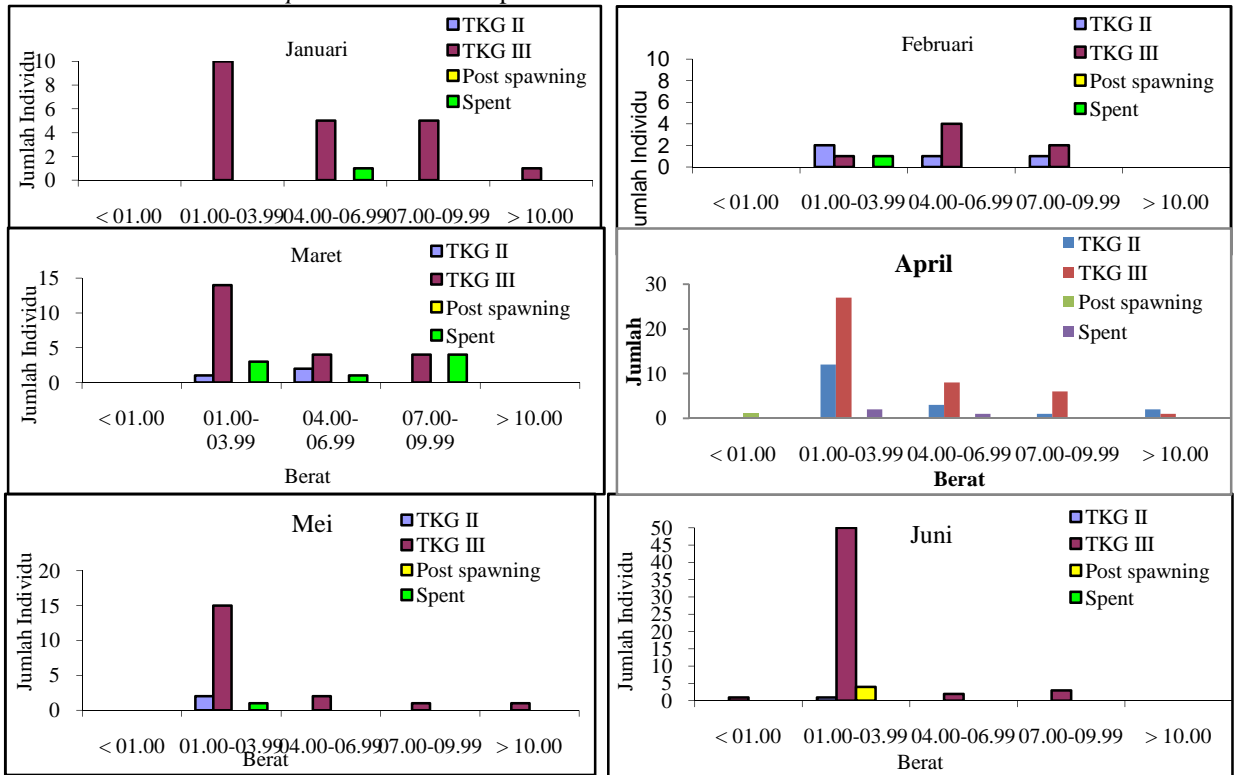 Januari
TKG II
TKG III
Post spawning
Spent
Jumlah Individu
10
8
6
4
2
0
< 01.00 01.00-03.99 04.00-06.99 07.00-09.99 > 10.00
Februari
TKG II
TKG III
Post spawning
Spent
umlah Individu
10
8
6
4
2
0
< 01.00 01.00-03.99 04.00-06.99 07.00-09.99 > 10.00
Maret
TKG II
TKG III
Post spawning
Spent
Jumlah Individu
15
10
5
0
< 01.00 01.00- 04.00- 07.00- > 10.00
03.99 06.99 09.99
Berat
April
TKG II
TKG III
Post spawning
Spent
Jumlah
30
20
10
0
< 01.00 01.00-03.99 04.00-06.99 07.00-09.99 > 10.00
Berat
Mei
TKG II
TKG III
Post spawning
Spent
Jumlah Individu
20
15
10
5
0
< 01.00 01.00-03.99 04.00-06.99 07.00-09.99 > 10.00
Berat
Juni
TKG II
TKG III
Post spawning
Spent
Jumlah Individu
50
45
40
35
30
25
20
15
10
5
0
< 01.00 01.00-03.99 04.00-06.99 07.00-09.99 > 10.00
Berat